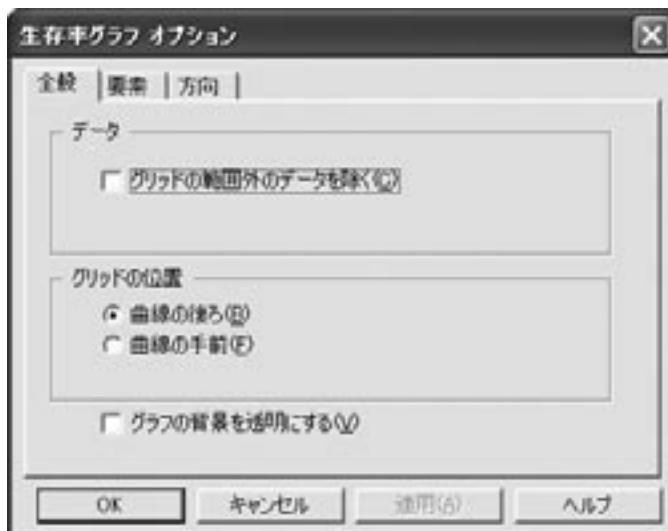 生存率グラフ オプション
全般 要素 方向
データ
グリッドの範囲外のデータを除く(C)
グリッドの位置
曲線の後ろ(B)
曲線の手前(F)
グラフの背景を透明にする(V)
OK キャンセル 適用(A) ヘルプ